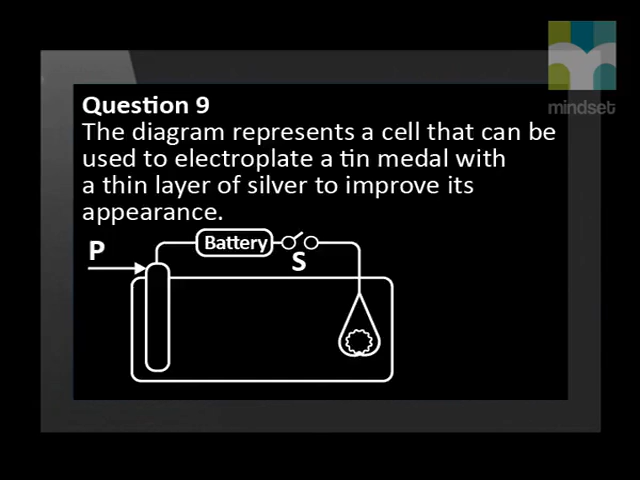 mindset
Question 9
The diagram represents a cell that can be
used to electroplate a tin medal with
a thin layer of silver to improve its
appearance.
P
Battery
S